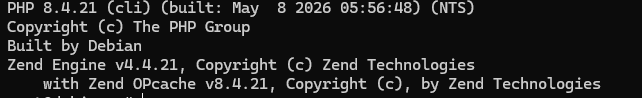 PHP 8.4.21 (cli) (built: May  8 2026 05:56:48) (NTS)
Copyright (c) The PHP Group
Built by Debian
Zend Engine v4.4.21, Copyright (c) Zend Technologies
    with Zend OPcache v8.4.21, Copyright (c), by Zend Technologies